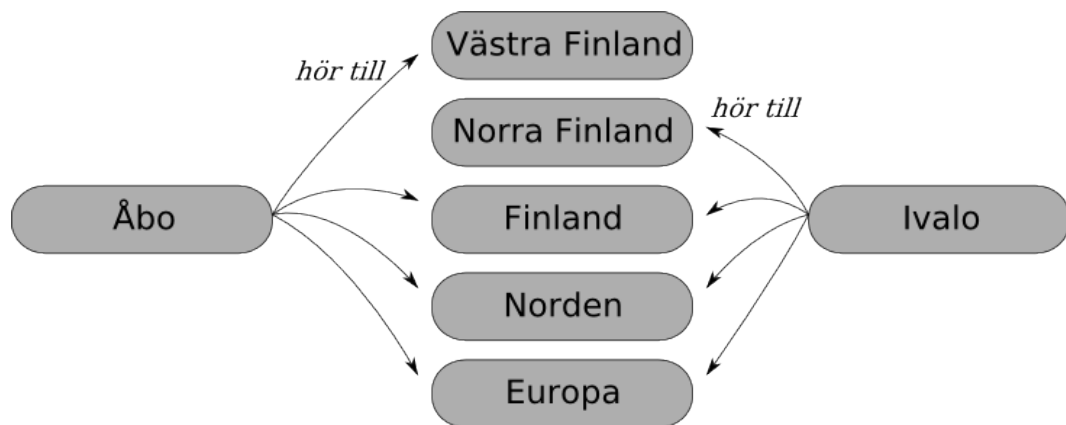 Västra Finland
hör till
Norra Finland
hör till
Åbo
Finland
Ivalo
Norden
Europa